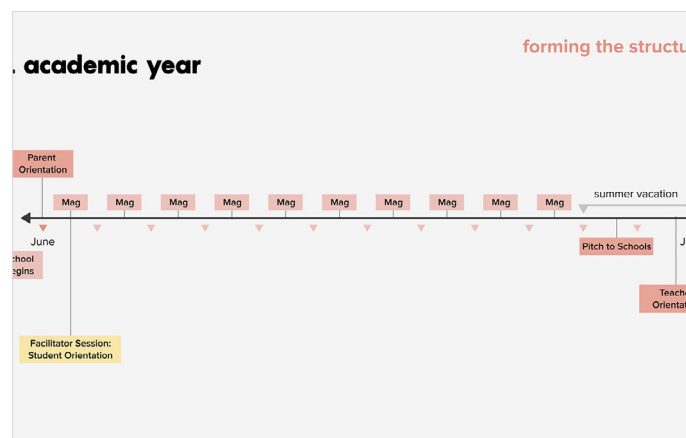 forming the structu
. academic year
Parent
Orientation
Mag Mag Mag Mag Mag Mag Mag Mag Mag Mag
summer vacation
June
J
Pitch to Schools
chool
egins
Teach
Orientat
Facilitator Session:
Student Orientation